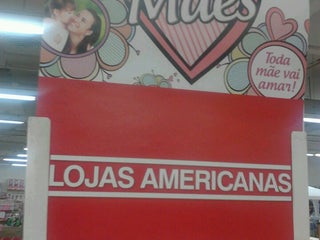 Mães
Toda
mãe vai
amar!
LOJAS AMERICANAS